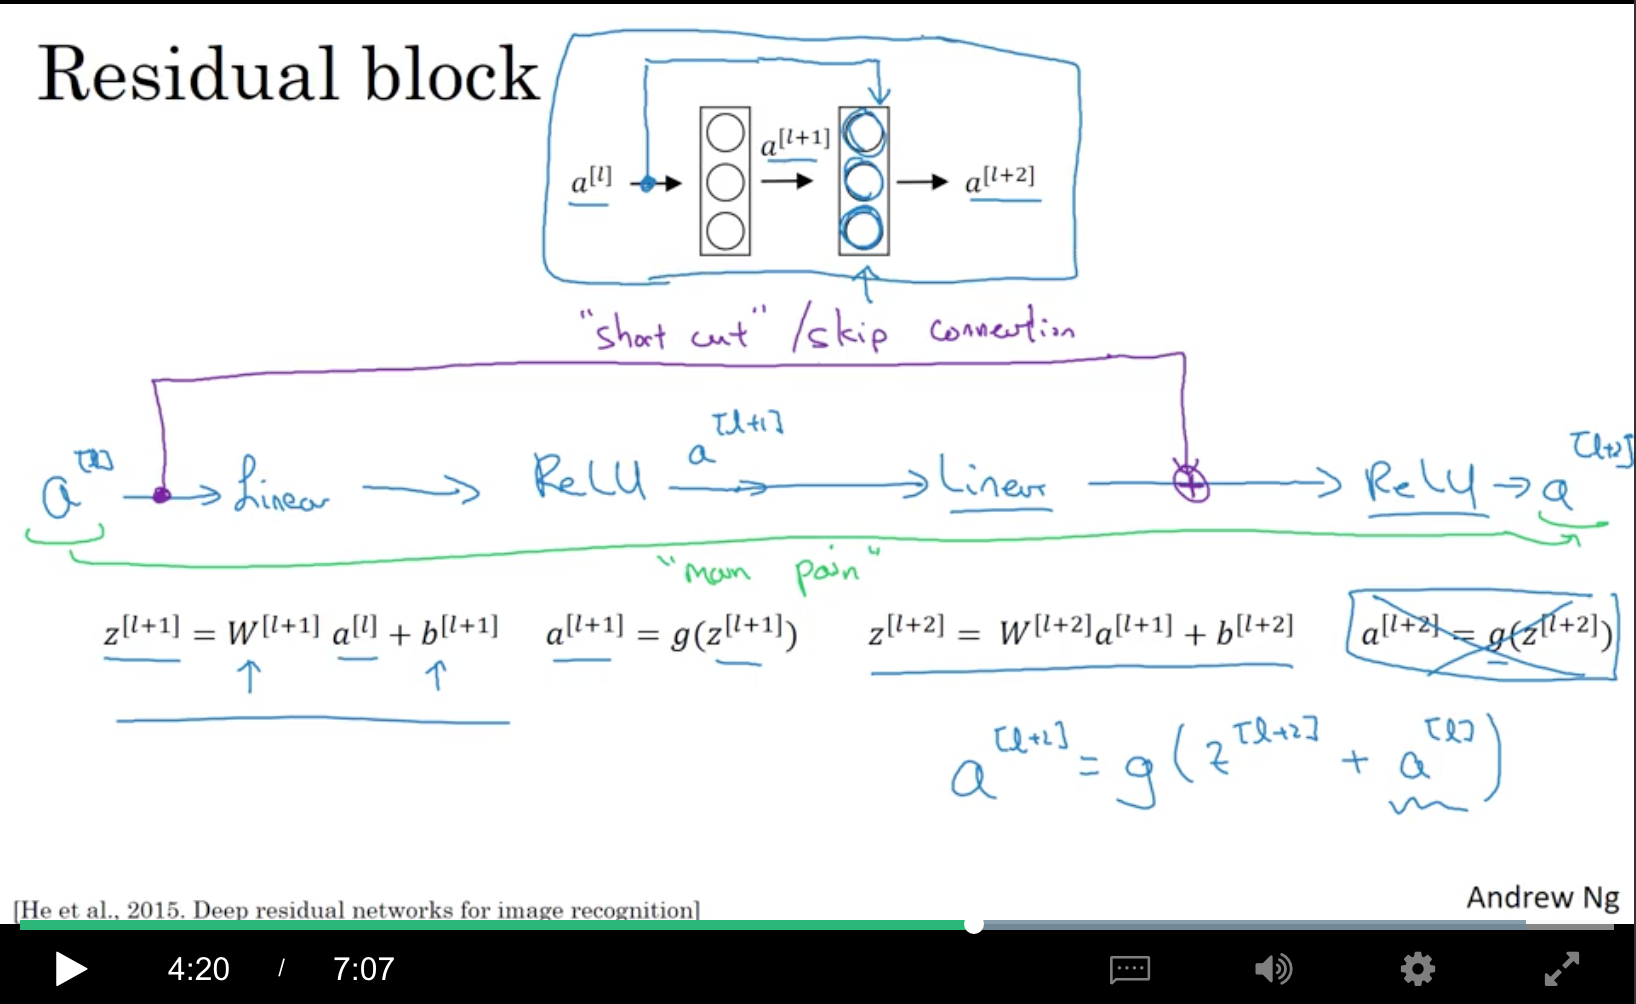 Residual block
a^[l] a^[l+1] a^[l+2]
"short cut" / skip connection
a^[l] → Linear → ReLU a^[l+1] → Linear → ReLU → a^[l+2]
"main path"
z^[l+1] = W^[l+1] a^[l] + b^[l+1] a^[l+1] = g(z^[l+1]) z^[l+2] = W^[l+2]a^[l+1] + b^[l+2] a^[l+2] = g(z^[l+2])
a^[l+2] = g(z^[l+2] + a^[l])
[He et al., 2015. Deep residual networks for image recognition]
Andrew Ng
4:20 / 7:07